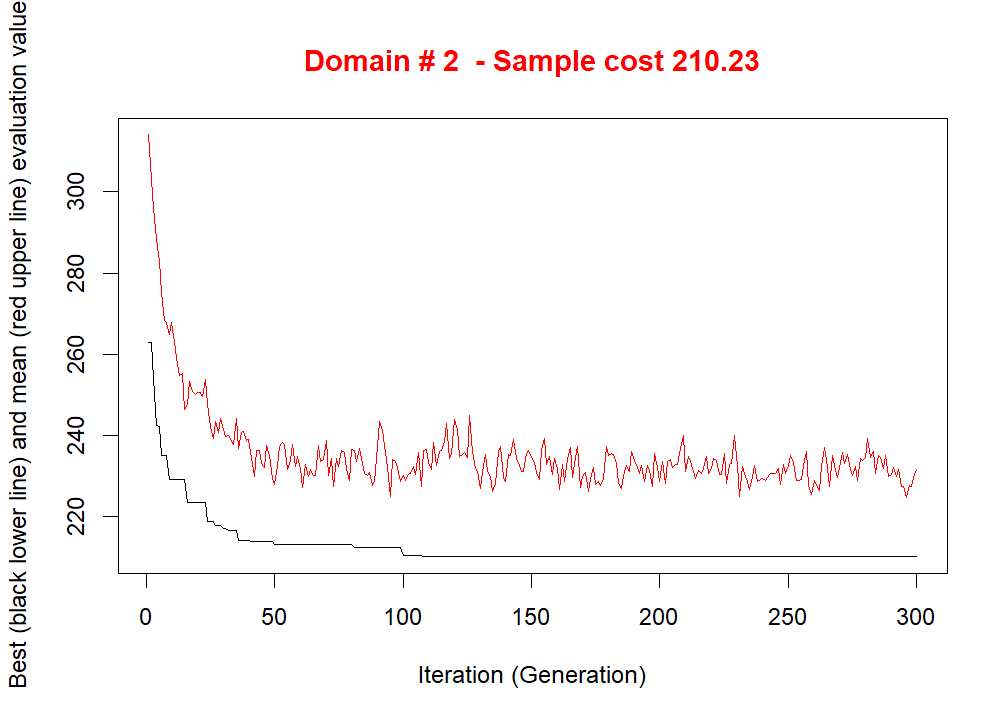 Domain # 2  - Sample cost 210.23
Best (black lower line) and mean (red upper line) evaluation value
300
280
260
240
220
0 50 100 150 200 250 300
Iteration (Generation)